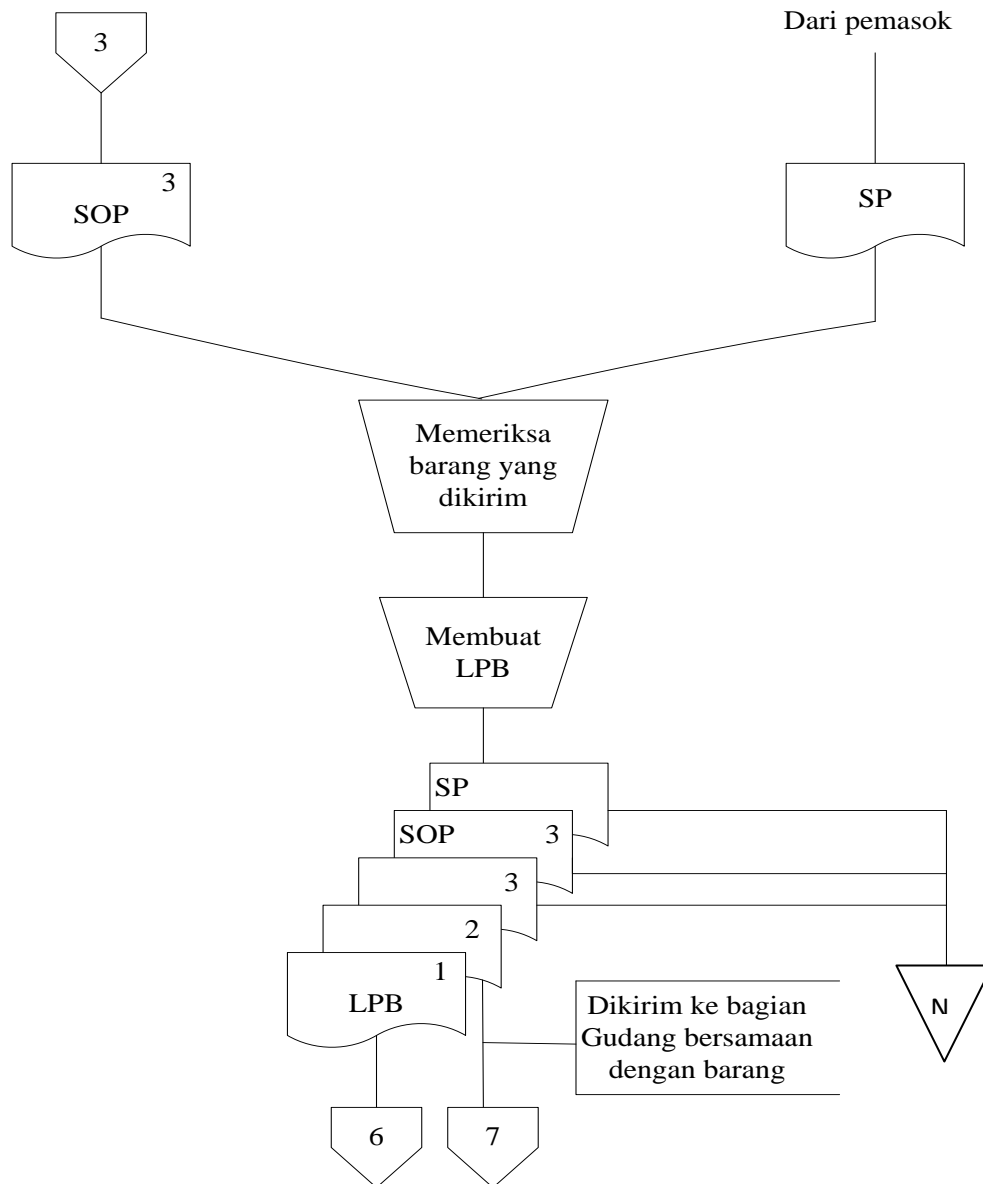 3
Dari pemasok
3
SOP
SP
Memeriksa
barang yang
dikirim
Membuat
LPB
SP
SOP 3
3
2
1
LPB
Dikirim ke bagian
Gudang bersamaan
dengan barang
N
6
7